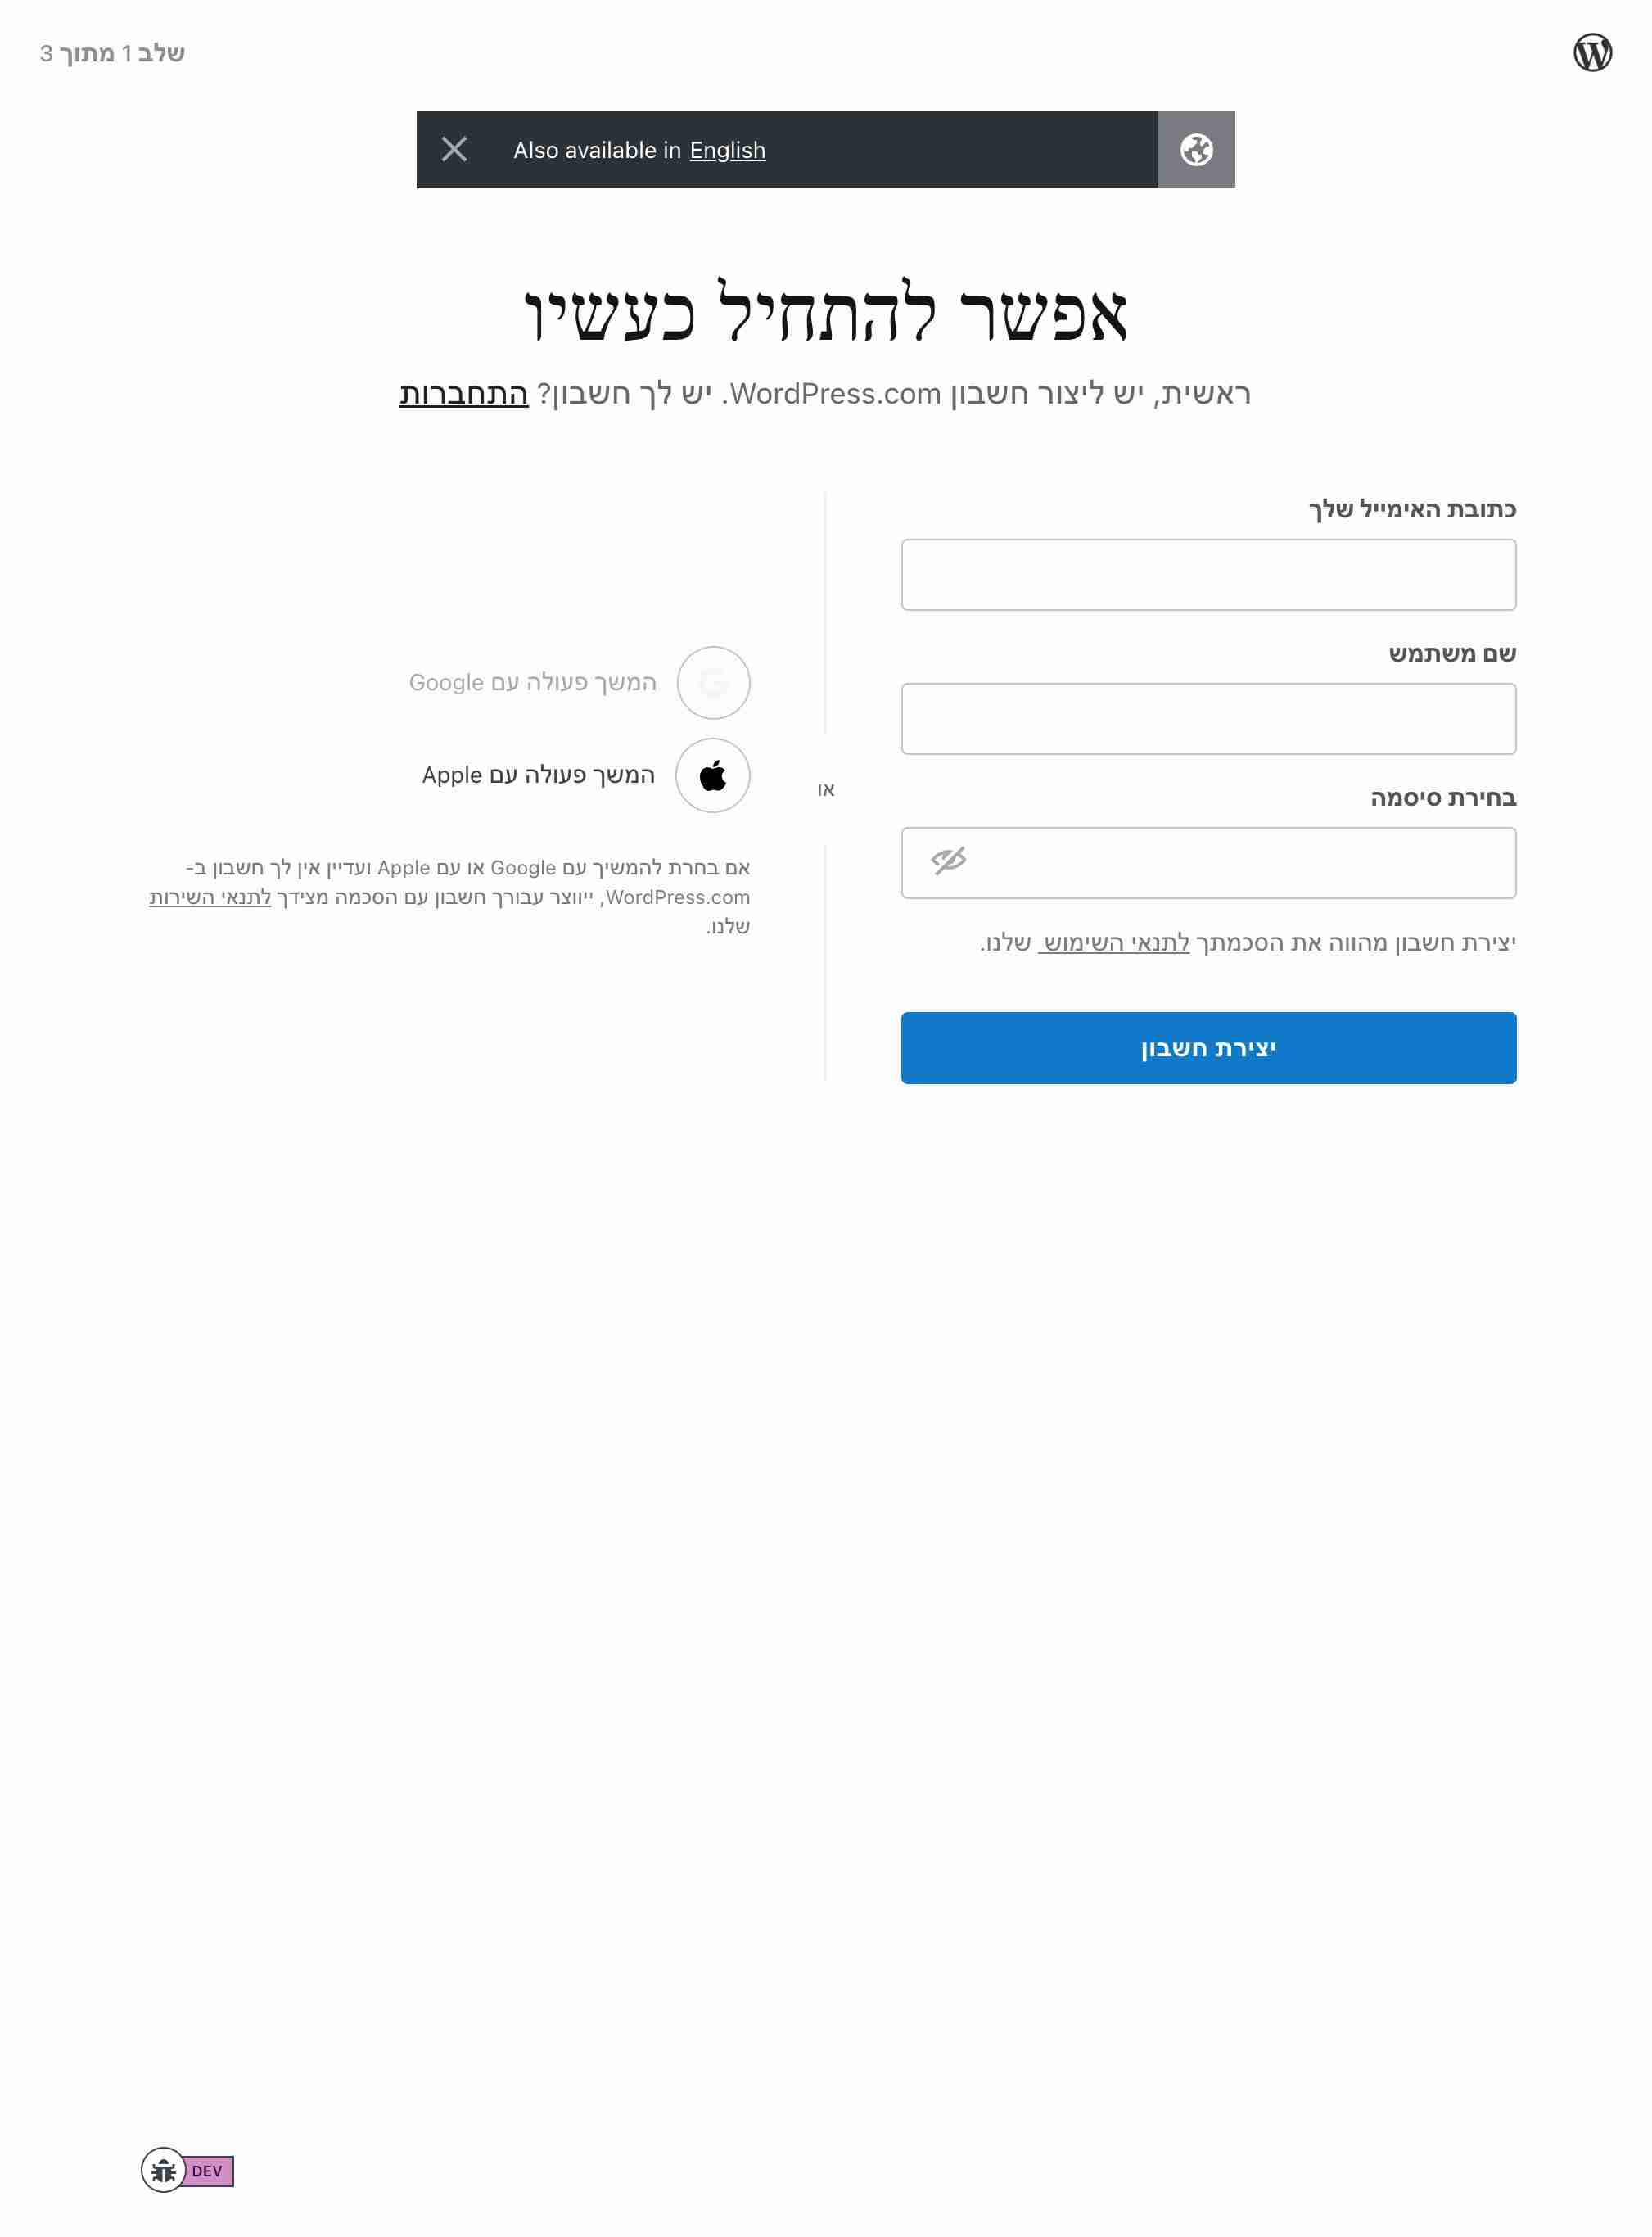 שלב 1 מתוך 3
Also available in English
אפשר להתחיל כעשיו
ראשית, יש ליצור חשבון WordPress.com. יש לך חשבון? התחברות
כתובת האימייל שלך
שם משתמש
בחירת סיסמה
יצירת חשבון מהווה את הסכמתך לתנאי השימוש שלנו.
יצירת חשבון
או
המשך פעולה עם Google
המשך פעולה עם Apple
אם בחרת להמשיך עם Google או עם Apple ועדיין אין לך חשבון ב-
WordPress.com, ייווצר עבורך חשבון עם הסכמה מצידך לתנאי השירות
שלנו.
DEV